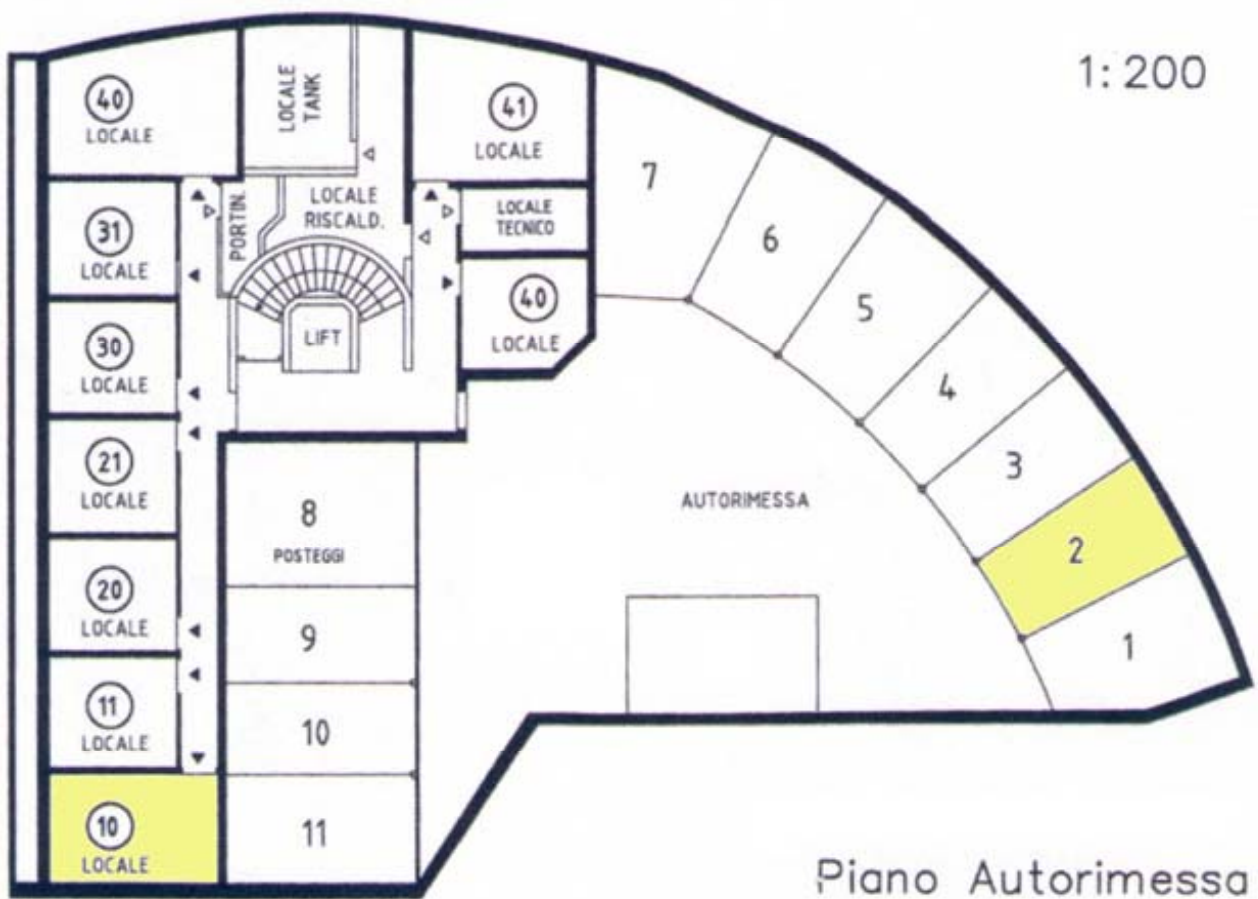 1:200
40
LOCALE
LOCALE
TANK
41
LOCALE
7
31
LOCALE
PORTIN.
LOCALE
RISCALD.
LOCALE
TECNICO
6
30
LOCALE
LIFT
40
LOCALE
5
4
21
LOCALE
8
POSTEGGI
AUTORIMESSA
3
2
20
LOCALE
9
1
11
LOCALE
10
10
LOCALE
11
Piano Autorimessa